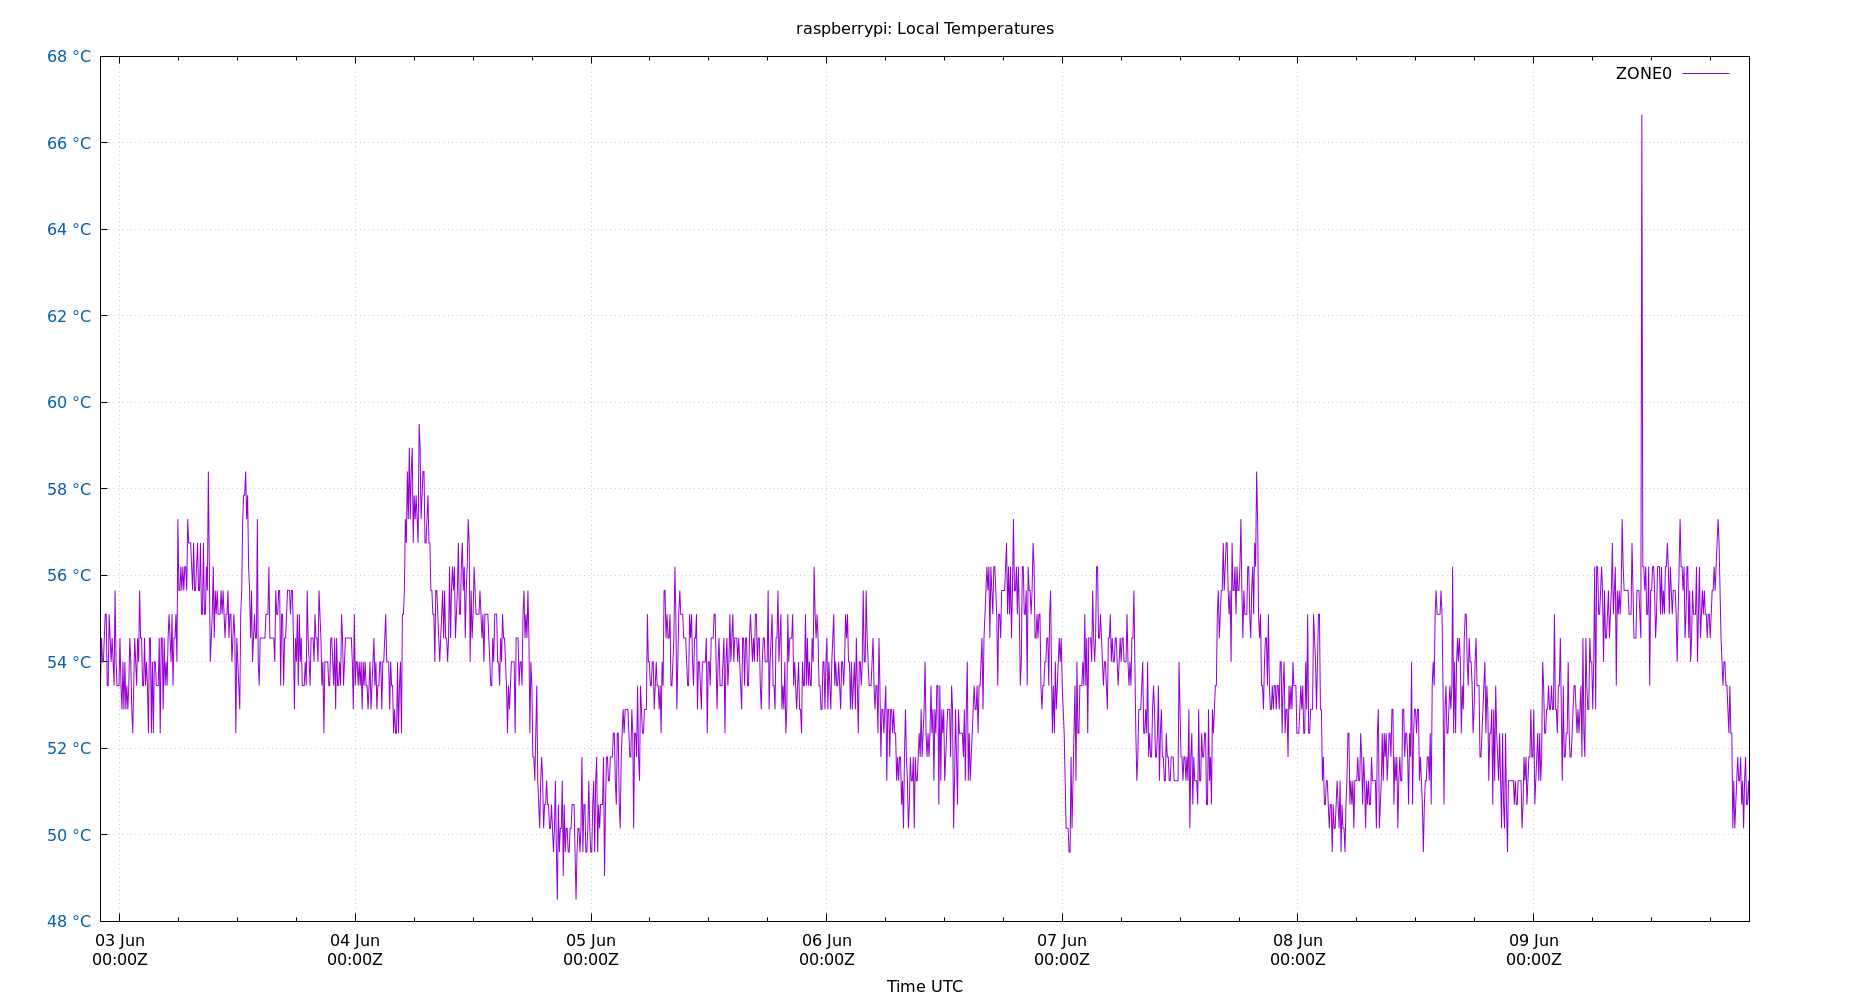 raspberrypi: Local Temperatures
68 °C
ZONE0
66 °C
64 °C
62 °C
60 °C
58 °C
56 °C
54 °C
52 °C
50 °C
48 °C
03 Jun 04 Jun 05 Jun 06 Jun 07 Jun 08 Jun 09 Jun
00:00Z 00:00Z 00:00Z 00:00Z 00:00Z 00:00Z 00:00Z
Time UTC